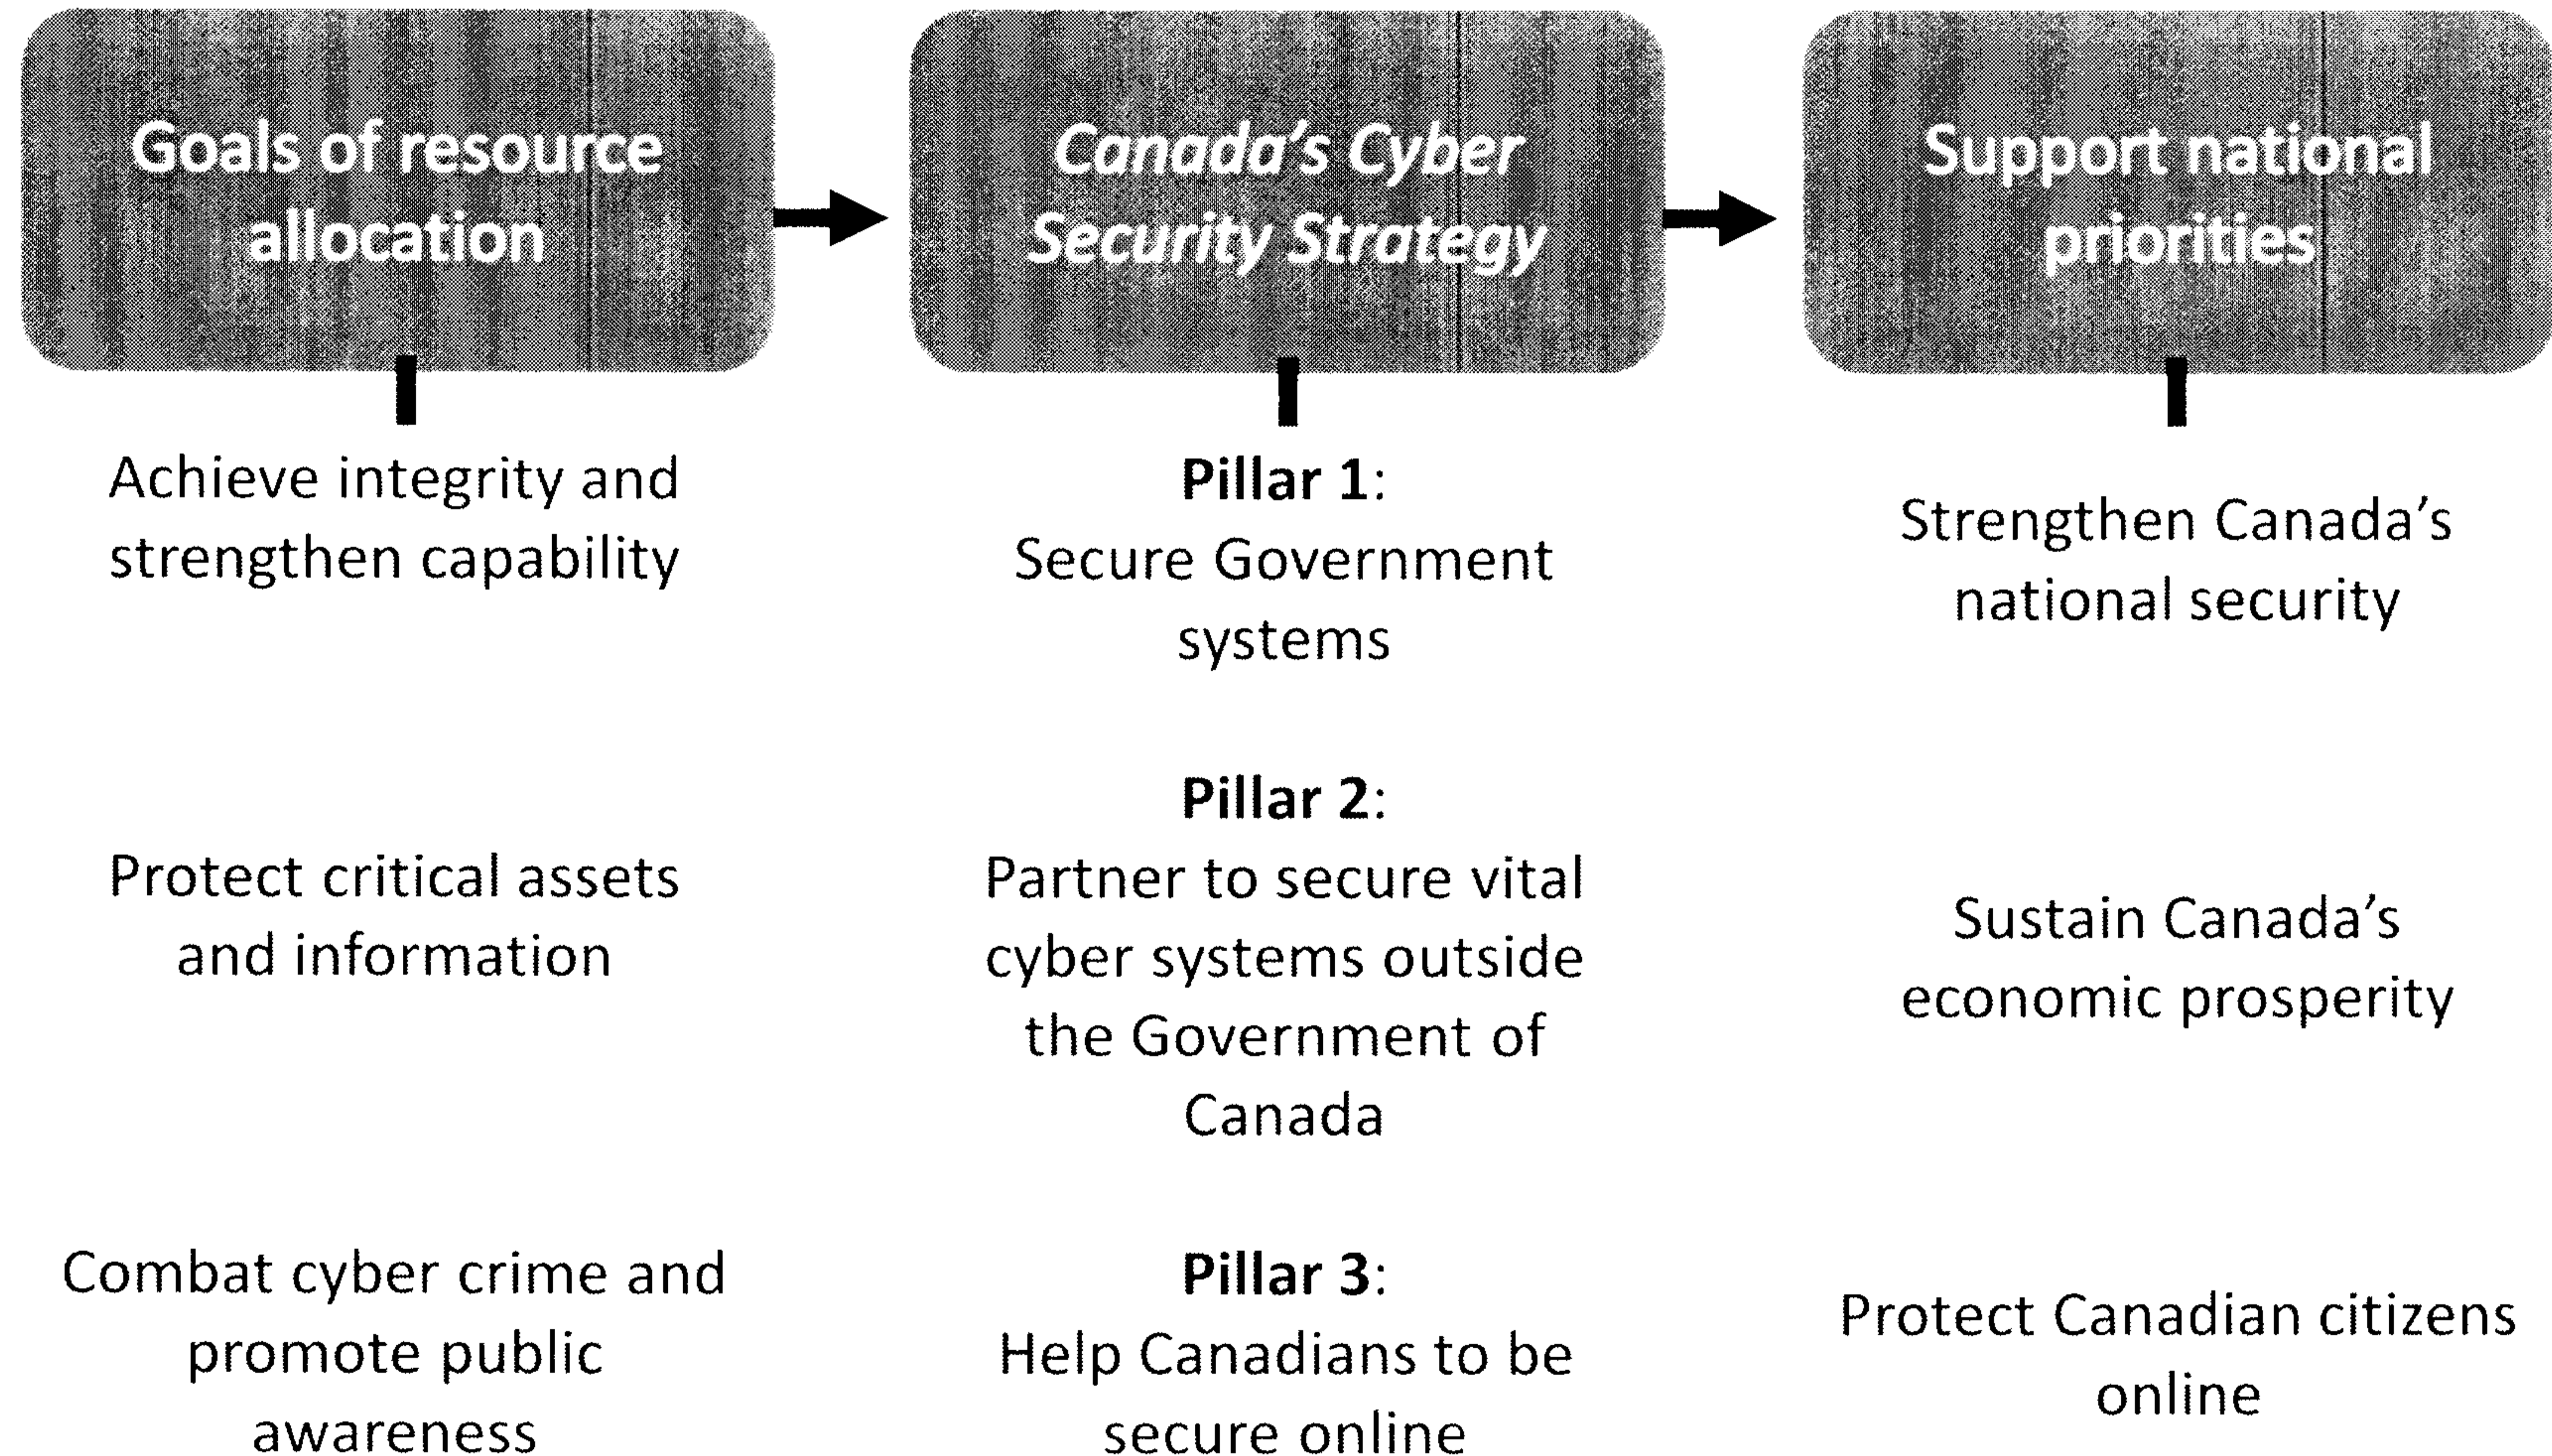 Goals of resource
allocation
Achieve integrity and
strengthen capability
Protect critical assets
and information
Combat cyber crime and
promote public
awareness
Canada's Cyber
Security Strategy
Pillar 1:
Secure Government
systems
Pillar 2:
Partner to secure vital
cyber systems outside
the Government of
Canada
Pillar 3:
Help Canadians to be
secure online
Support national
priorities
Strengthen Canada's
national security
Sustain Canada's
economic prosperity
Protect Canadian citizens
online